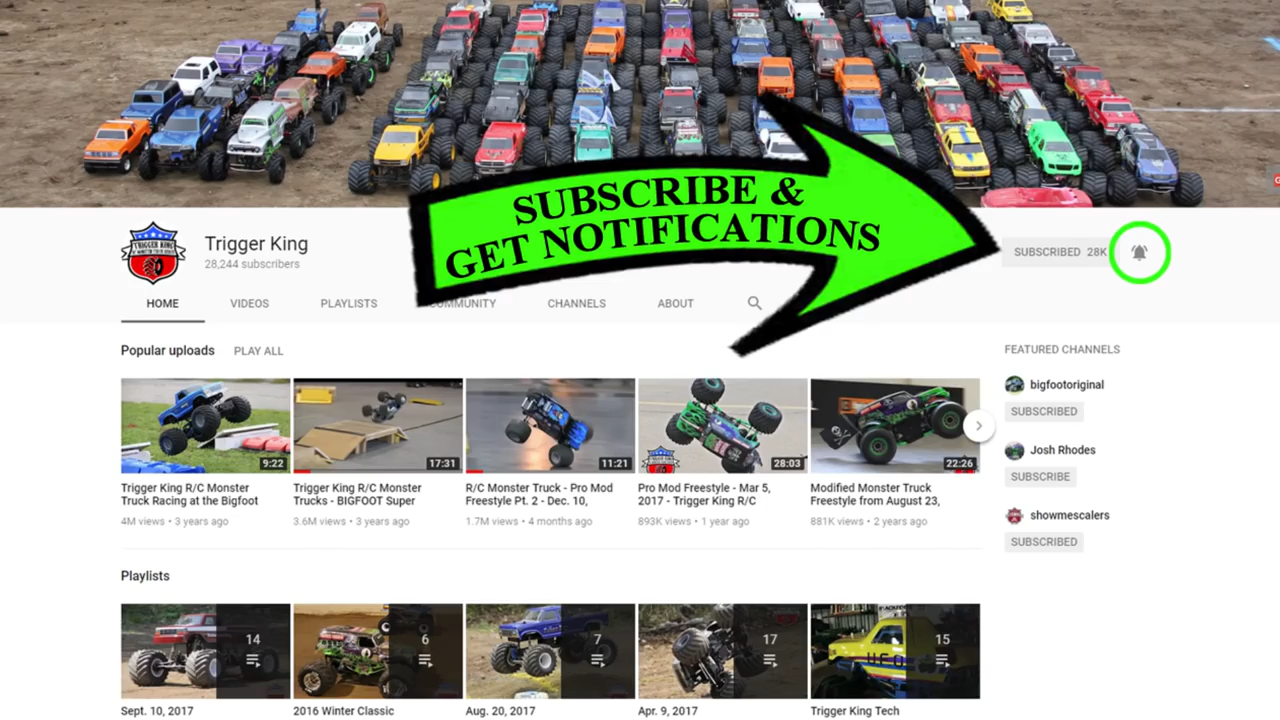 SUBSCRIBE &
GET NOTIFICATIONS
TRIGGER KING
Trigger King
28,244 subscribers
SUBSCRIBED 28K
HOME
VIDEOS
PLAYLISTS
COMMUNITY
CHANNELS
ABOUT
Popular uploads
PLAY ALL
9:22
17:31
11:21
28:03
22:26
Trigger King R/C Monster
Truck Racing at the Bigfoot
4M views • 3 years ago
Trigger King R/C Monster
Trucks - BIGFOOT Super
3.6M views • 3 years ago
R/C Monster Truck - Pro Mod
Freestyle Pt. 2 - Dec. 10,
1.7M views • 4 months ago
Pro Mod Freestyle - Mar 5,
2017 - Trigger King R/C
893K views • 1 year ago
Modified Monster Truck
Freestyle from August 23,
881K views • 2 years ago
FEATURED CHANNELS
bigfootoriginal
SUBSCRIBED
Josh Rhodes
SUBSCRIBE
showmescalers
SUBSCRIBED
Playlists
14
6
7
17
15
UFO
Sept. 10, 2017
2016 Winter Classic
Aug. 20, 2017
Apr. 9, 2017
Trigger King Tech